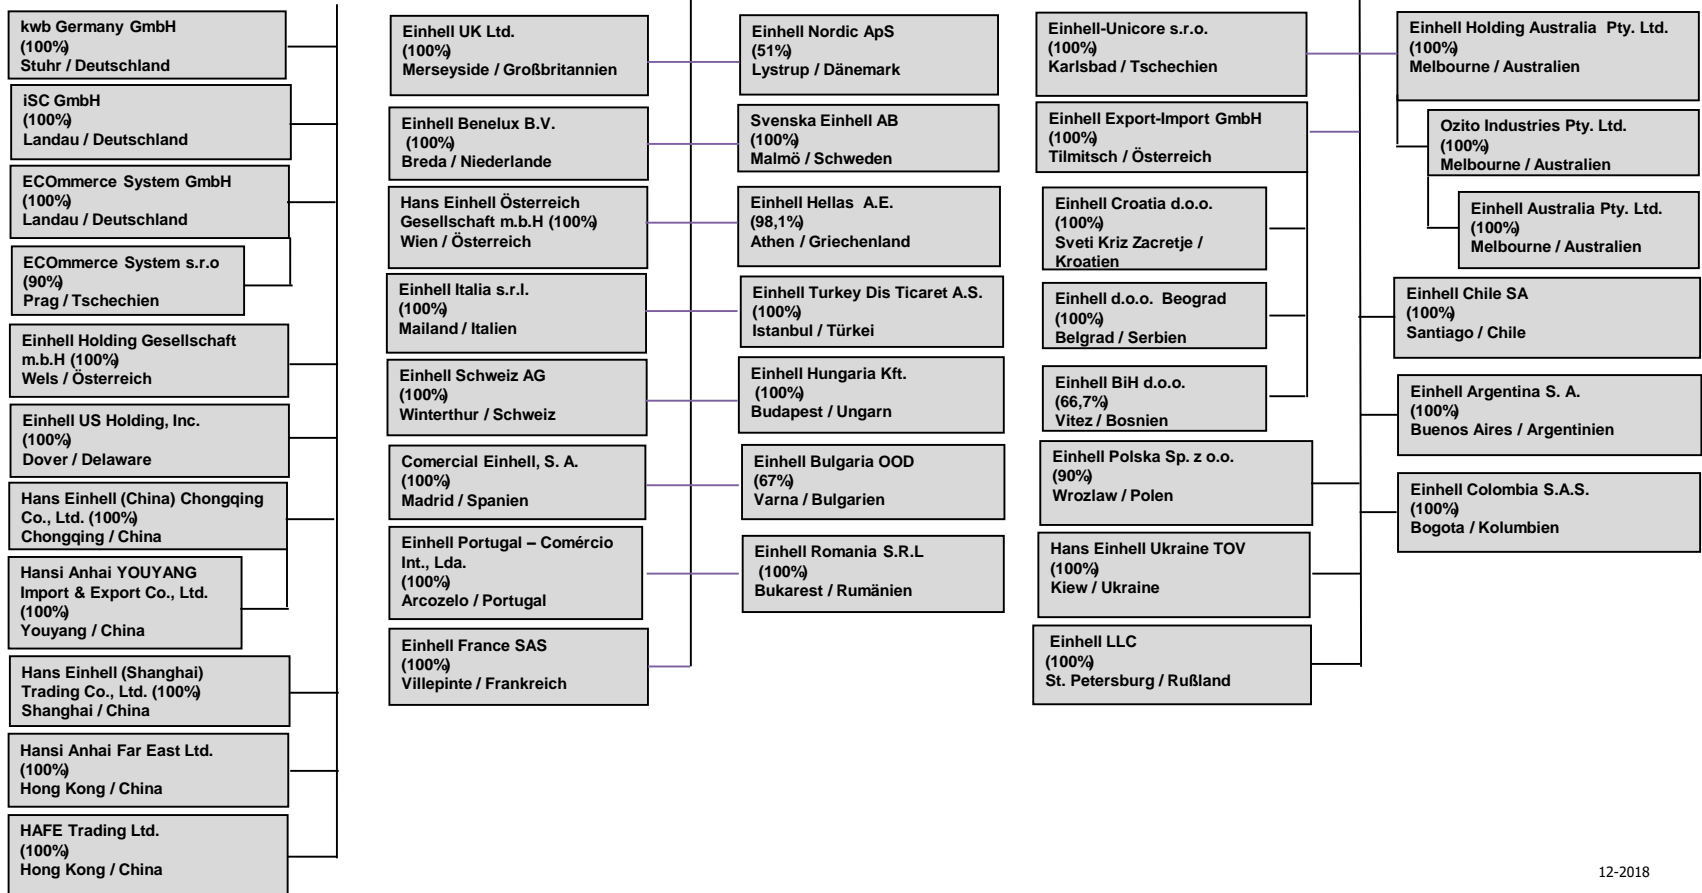 kwb Germany GmbH
(100%)
Stuhr / Deutschland
iSC GmbH
(100%)
Landau / Deutschland
ECOmmerce System GmbH
(100%)
Landau / Deutschland
ECOmmerce System s.r.o
(90%)
Prag / Tschechien
Einhell Holding Gesellschaft
m.b.H (100%)
Wels / Österreich
Einhell US Holding, Inc.
(100%)
Dover / Delaware
Hans Einhell (China) Chongqing
Co., Ltd. (100%)
Chongqing / China
Hansi Anhai YOUYANG
Import & Export Co., Ltd.
(100%)
Youyang / China
Hans Einhell (Shanghai)
Trading Co., Ltd. (100%)
Shanghai / China
Hansi Anhai Far East Ltd.
(100%)
Hong Kong / China
HAFE Trading Ltd.
(100%)
Hong Kong / China
Einhell UK Ltd.
(100%)
Merseyside / Großbritannien
Einhell Benelux B.V.
(100%)
Breda / Niederlande
Hans Einhell Österreich
Gesellschaft m.b.H (100%)
Wien / Österreich
Einhell Italia s.r.l.
(100%)
Mailand / Italien
Einhell Schweiz AG
(100%)
Winterthur / Schweiz
Comercial Einhell, S. A.
(100%)
Madrid / Spanien
Einhell Portugal – Comércio
Int., Lda.
(100%)
Arcozelo / Portugal
Einhell France SAS
(100%)
Villepinte / Frankreich
Einhell Nordic ApS
(51%)
Lystrup / Dänemark
Svenska Einhell AB
(100%)
Malmö / Schweden
Einhell Hellas A.E.
(98,1%)
Athen / Griechenland
Einhell Turkey Dis Ticaret A.S.
(100%)
Istanbul / Türkei
Einhell Hungaria Kft.
(100%)
Budapest / Ungarn
Einhell Bulgaria OOD
(67%)
Varna / Bulgarien
Einhell Romania S.R.L
(100%)
Bukarest / Rumänien
Einhell-Unicore s.r.o.
(100%)
Karlsbad / Tschechien
Einhell Export-Import GmbH
(100%)
Tilmitsch / Österreich
Einhell Croatia d.o.o.
(100%)
Sveti Kriz Zacretje /
Kroatien
Einhell d.o.o. Beograd
(100%)
Belgrad / Serbien
Einhell BiH d.o.o.
(66,7%)
Vitez / Bosnien
Einhell Polska Sp. z o.o.
(90%)
Wrozlaw / Polen
Hans Einhell Ukraine TOV
(100%)
Kiew / Ukraine
Einhell LLC
(100%)
St. Petersburg / Rußland
Einhell Holding Australia Pty. Ltd.
(100%)
Melbourne / Australien
Ozito Industries Pty. Ltd.
(100%)
Melbourne / Australien
Einhell Australia Pty. Ltd.
(100%)
Melbourne / Australien
Einhell Chile SA
(100%)
Santiago / Chile
Einhell Argentina S. A.
(100%)
Buenos Aires / Argentinien
Einhell Colombia S.A.S.
(100%)
Bogota / Kolumbien
12-2018